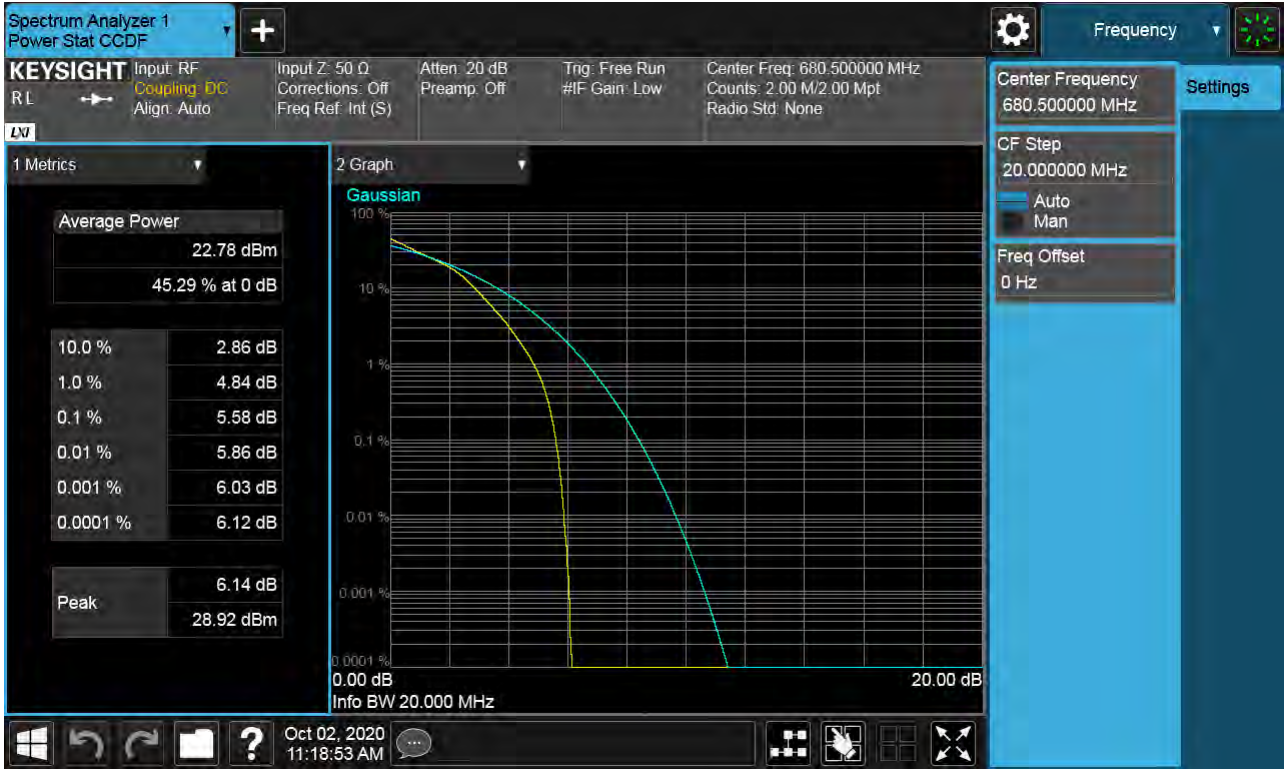 Spectrum Analyzer 1
Power Stat CCDF
+
Frequency
KEYSIGHT
R L
LXI
Input: RF
Coupling: DC
Align: Auto
Input Z: 50 Ω
Corrections: Off
Freq Ref: Int (S)
Atten: 20 dB
Preamp: Off
Trig: Free Run
#IF Gain: Low
Center Freq: 680.500000 MHz
Counts: 2.00 M/2.00 Mpt
Radio Std: None
1 Metrics
Average Power
22.78 dBm
45.29 % at 0 dB
10.0 % 2.86 dB
1.0 % 4.84 dB
0.1 % 5.58 dB
0.01 % 5.86 dB
0.001 % 6.03 dB
0.0001 % 6.12 dB
Peak
6.14 dB
28.92 dBm
2 Graph
Gaussian
100 %
10 %
1 %
0.1 %
0.01 %
0.001 %
0.0001 %
0.00 dB 20.00 dB
Info BW 20.000 MHz
Center Frequency
680.500000 MHz
CF Step
20.000000 MHz
Auto
Man
Freq Offset
0 Hz
Settings
?
Oct 02, 2020
11:18:53 AM